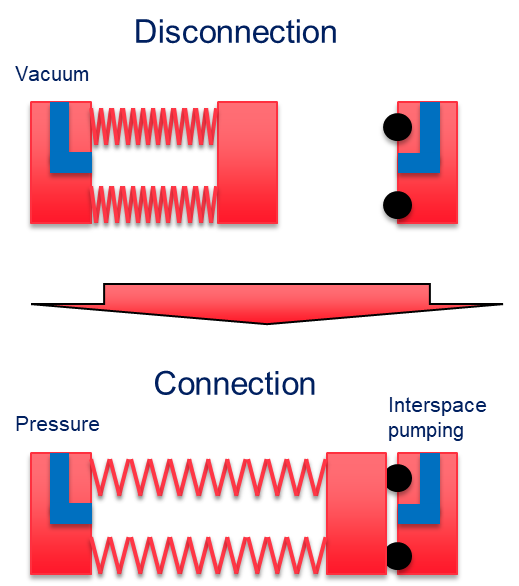 Disconnection
Vacuum
Connection
Pressure
Interspace
pumping